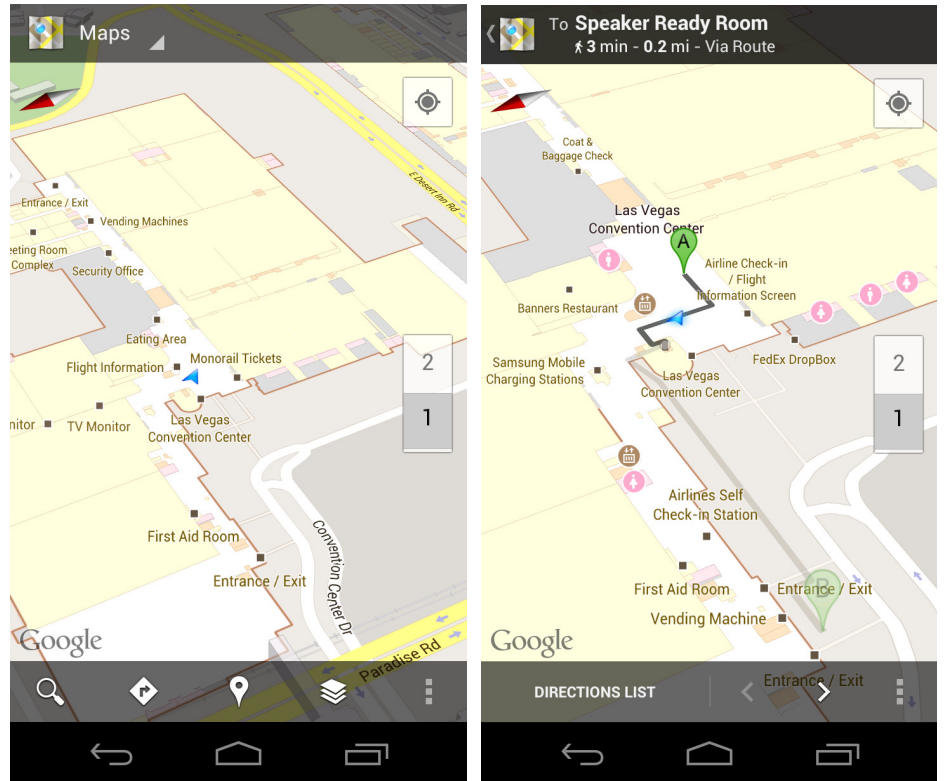 Maps
E Desert Inn Rd
Entrance / Exit
Vending Machines
eeting Room
Complex
Security Office
Eating Area
Flight Information
Monorail Tickets
2
1
nitor
TV Monitor
Las Vegas
Convention Center
First Aid Room
Entrance / Exit
Convention Center Dr
Google
Paradise Rd
To Speaker Ready Room
3 min - 0.2 mi - Via Route
Coat &
Baggage Check
Las Vegas
Convention Center
A
Airline Check-in
/ Flight
Information Screen
Banners Restaurant
2
1
Samsung Mobile
Charging Stations
FedEx DropBox
Las Vegas
Convention Center
Airlines Self
Check-in Station
First Aid Room
Entrance / Exit
B
Vending Machine
Google
Entrance / Exit
DIRECTIONS LIST